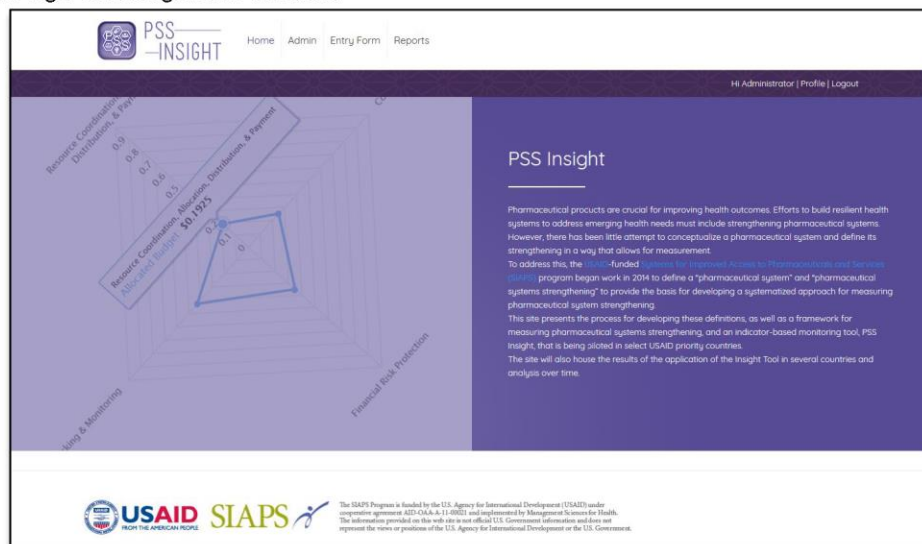 PSS
INSIGHT
Home Admin Entry Form Reports
Hi Administrator | Profile | Logout
Resource Coordination
Distribution, & Pay
0.9
0.8
0.7
0.6
0.5
Resource Coordination, Allocation, Distribution, & Payment
Allocated Budget $0.1925
0.2
0.1
0
Financial Risk Protection
king & Monitoring
PSS Insight
Pharmaceutical products are crucial for improving health outcomes. Efforts to build resilient health
systems to address emerging health needs must include strengthening pharmaceutical systems.
However, there has been little attempt to conceptualize a pharmaceutical system and define its
strengthening in a way that allows for measurement.
To address this, the USAID-funded Systems for Improved Access to Pharmaceuticals and Services
(SIAPS) program began work in 2014 to define a "pharmaceutical system" and "pharmaceutical
systems strengthening" to provide the basis for developing a systematized approach for measuring
pharmaceutical system strengthening.
This site presents the process for developing these definitions, as well as a framework for
measuring pharmaceutical systems strengthening, and an indicator-based monitoring tool, PSS
Insight, that is being piloted in select USAID priority countries.
The site will also house the results of the application of the Insight Tool in several countries and
analysis over time.
USAID
FROM THE AMERICAN PEOPLE
SIAPS
The SIAPS Program is funded by the U.S. Agency for International Development (USAID) under
cooperative agreement AID-OAA-A-11-00021 and implemented by Management Sciences for Health.
The information provided on this web site is not official U.S. Government information and does not
represent the views or positions of the U.S. Agency for International Development or the U.S. Government.